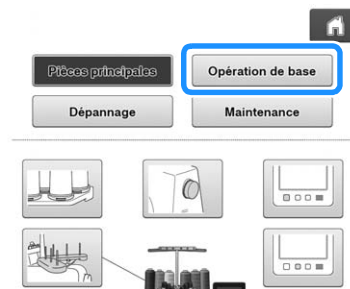 Pièces principales
Opération de base
Dépannage
Maintenance